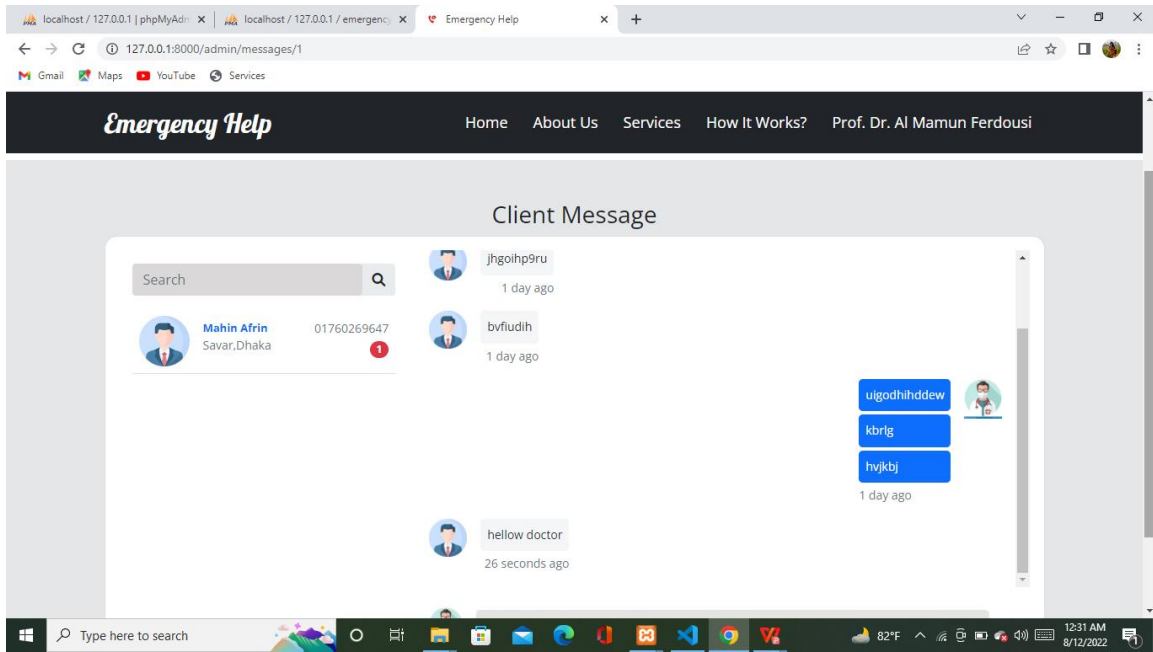 localhost / 127.0.0.1 | phpMyAdn
localhost / 127.0.0.1 / emergency
Emergency Help
127.0.0.1:8000/admin/messages/1
Gmail Maps YouTube Services
Emergency Help
Home About Us Services How It Works? Prof. Dr. Al Mamun Ferdousi
Client Message
Search
Mahin Afrin 01760269647
Savar,Dhaka 1
jhgoihp9ru
1 day ago
bvfiudih
1 day ago
uigodhihddew
kbrlg
hvjkbj
1 day ago
hellow doctor
26 seconds ago
Type here to search
82°F
12:31 AM
8/12/2022
1